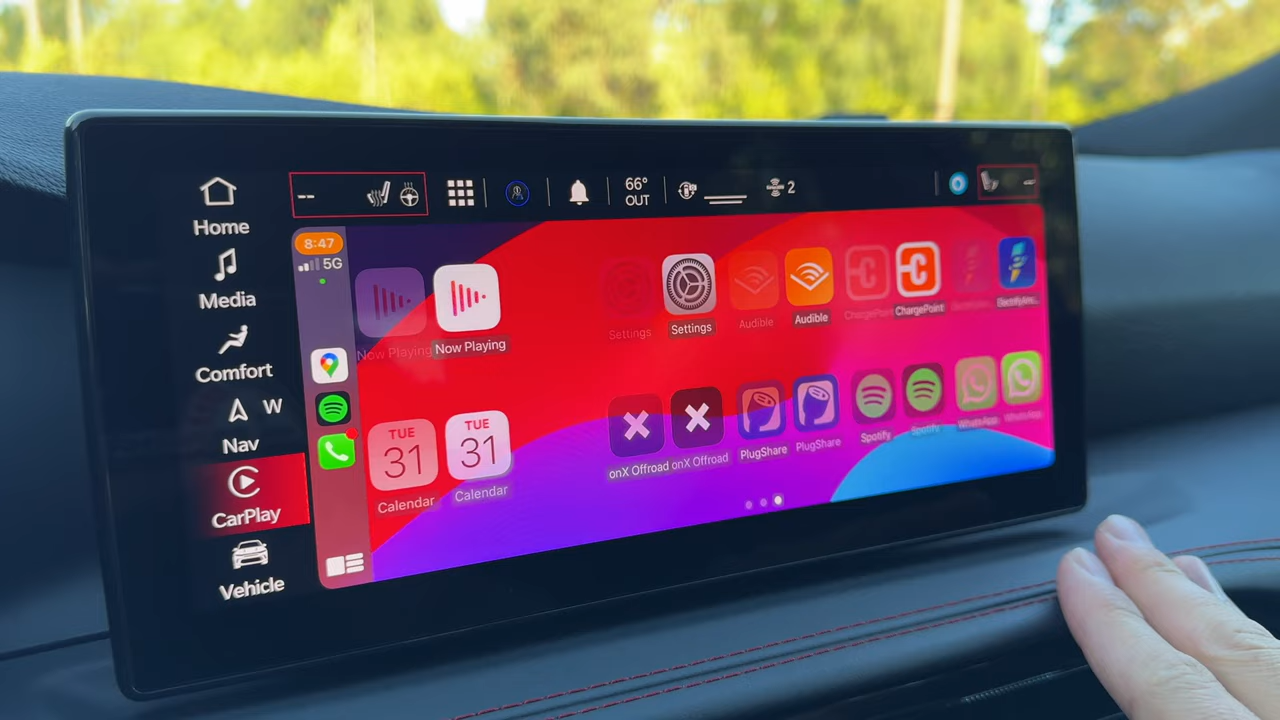 Home
Media
Comfort
W
Nav
CarPlay
Vehicle
--
66°
OUT
2
8:47
5G
Now Playing Now Playing
Settings Settings
Audible Audible
ChargePoint ChargePoint
TUE TUE
31 31
Calendar Calendar
onX Offroad onX Offroad
PlugShare PlugShare
Spotify Spotify
WhatsApp WhatsApp